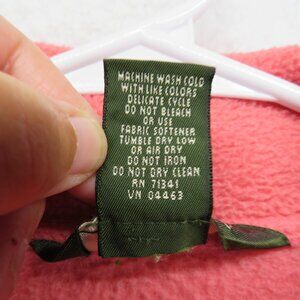 MACHINE WASH COLD
WITH LIKE COLORS
DELICATE CYCLE
DO NOT BLEACH
OR USE
FABRIC SOFTENER
TUMBLE DRY LOW
OR AIR DRY
DO NOT IRON
DO NOT DRY CLEAN
RN 71341
VN 04463